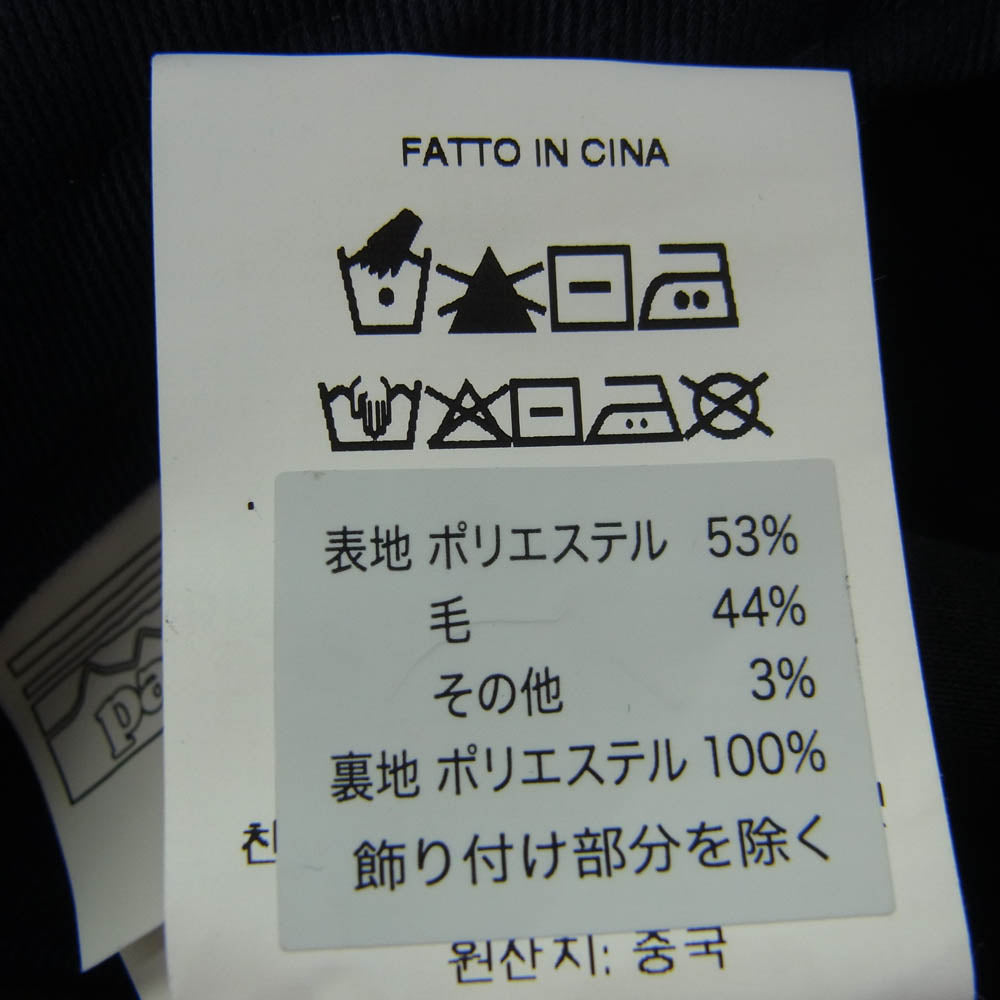 FATTO IN CINA
表地 ポリエステル 53%
毛 44%
その他 3%
裏地 ポリエステル 100%
飾り付け部分を除く
원산지: 중국
pa